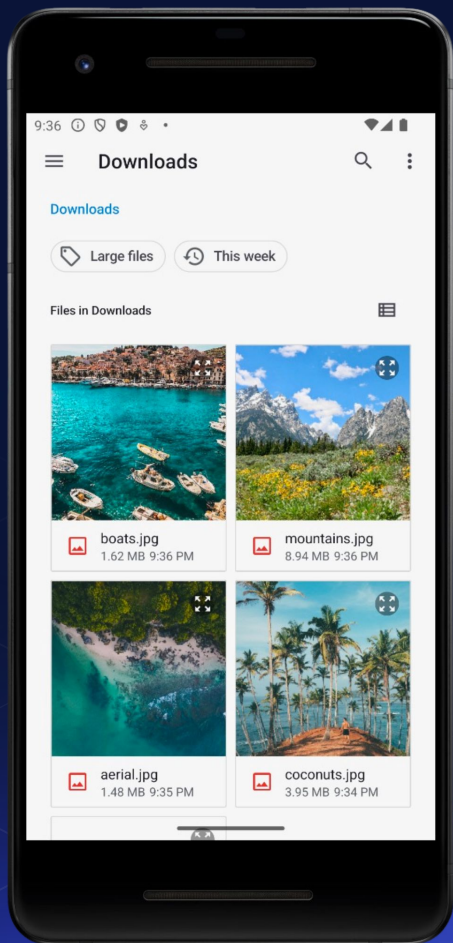 9:36
Downloads
Downloads
Large files
This week
Files in Downloads
boats.jpg
1.62 MB 9:36 PM
mountains.jpg
8.94 MB 9:36 PM
aerial.jpg
1.48 MB 9:35 PM
coconuts.jpg
3.95 MB 9:34 PM